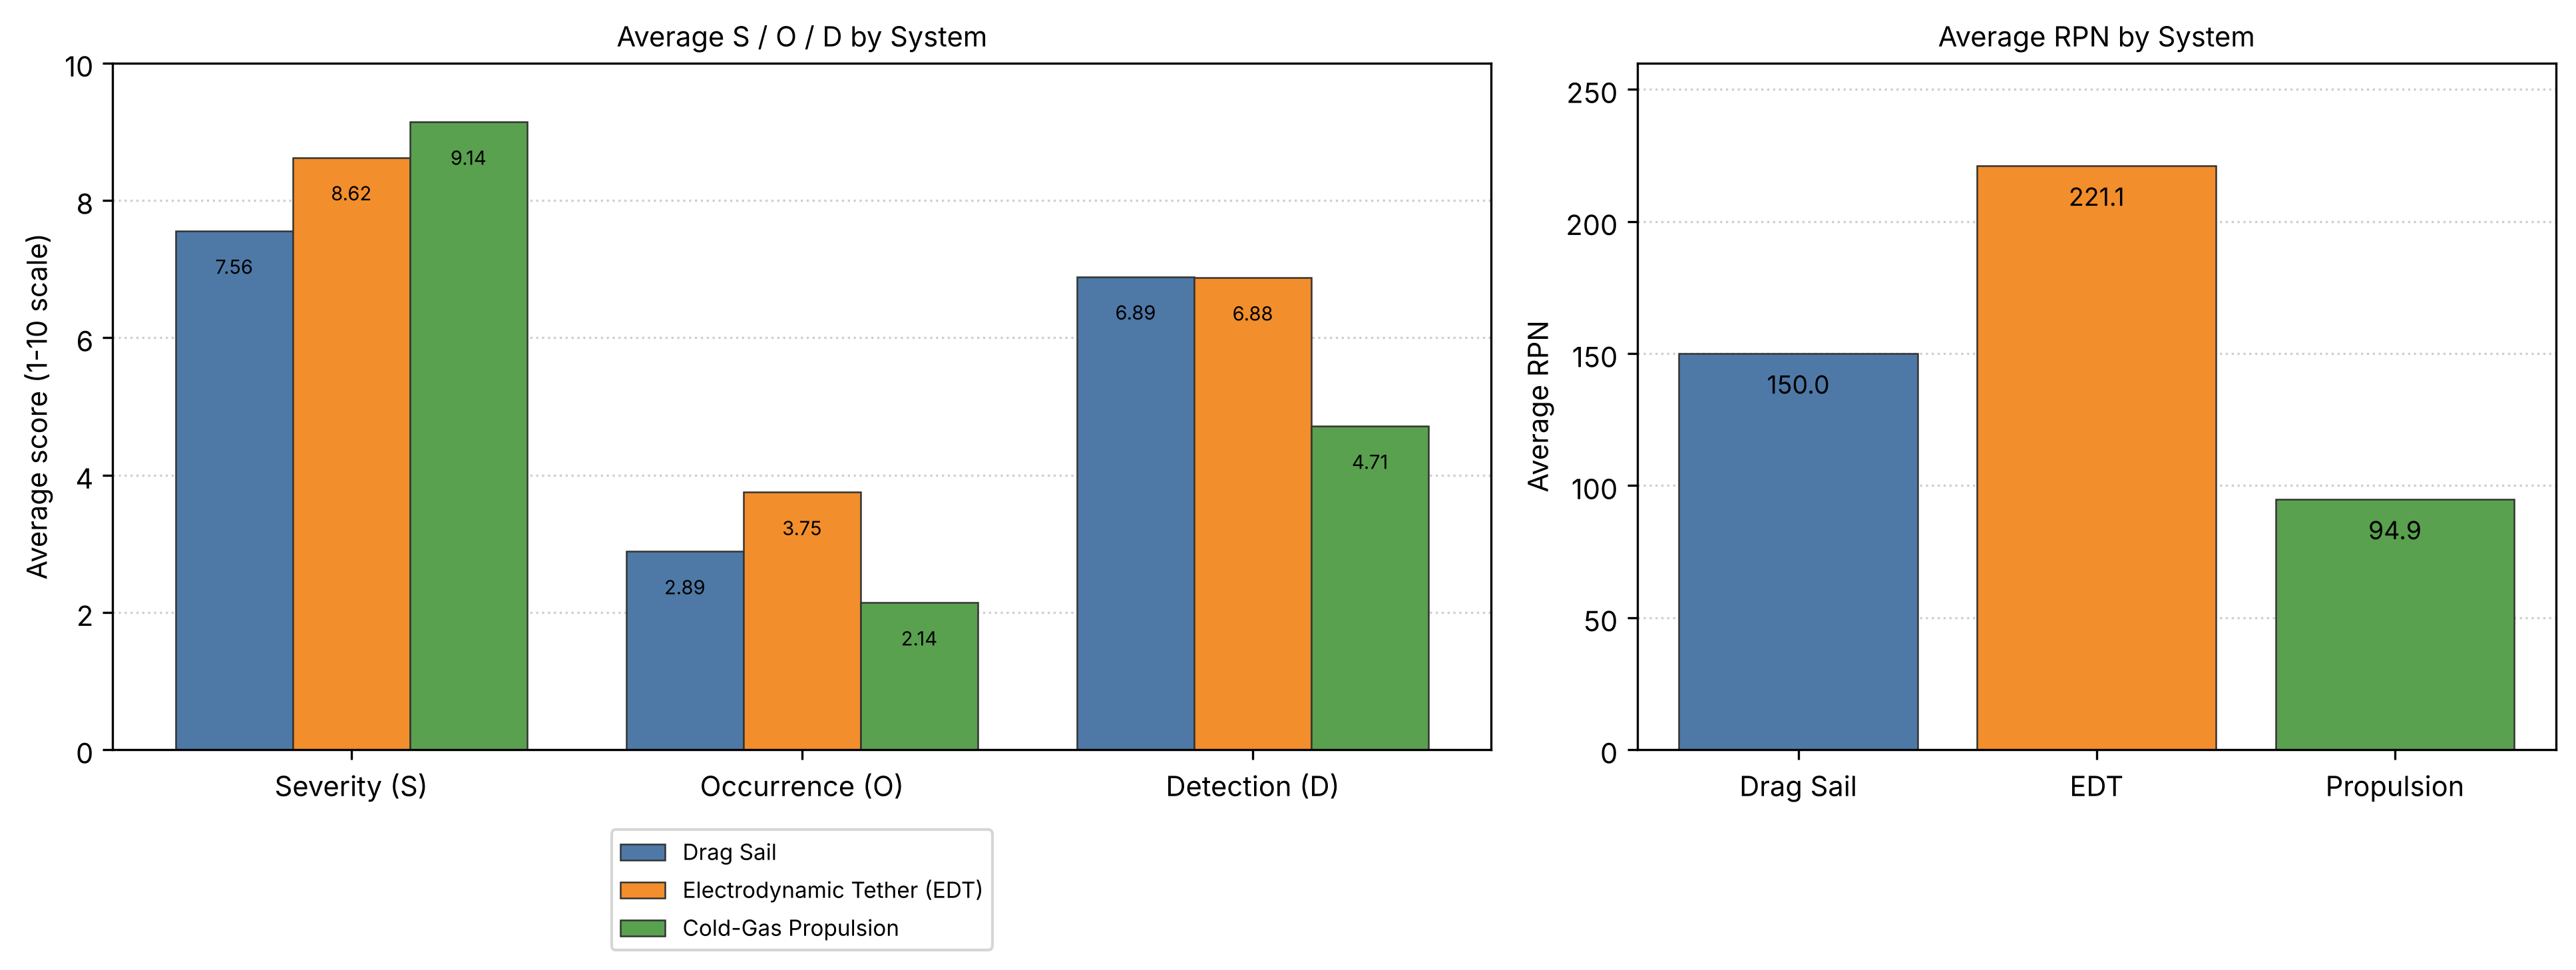 Average S / O / D by System
Average score (1-10 scale)
10
8
6
4
2
0
7.56
8.62
9.14
2.89
3.75
2.14
6.89
6.88
4.71
Severity (S)
Occurrence (O)
Detection (D)
Drag Sail
Electrodynamic Tether (EDT)
Cold-Gas Propulsion
Average RPN by System
Average RPN
250
200
150
100
50
0
150.0
221.1
94.9
Drag Sail
EDT
Propulsion